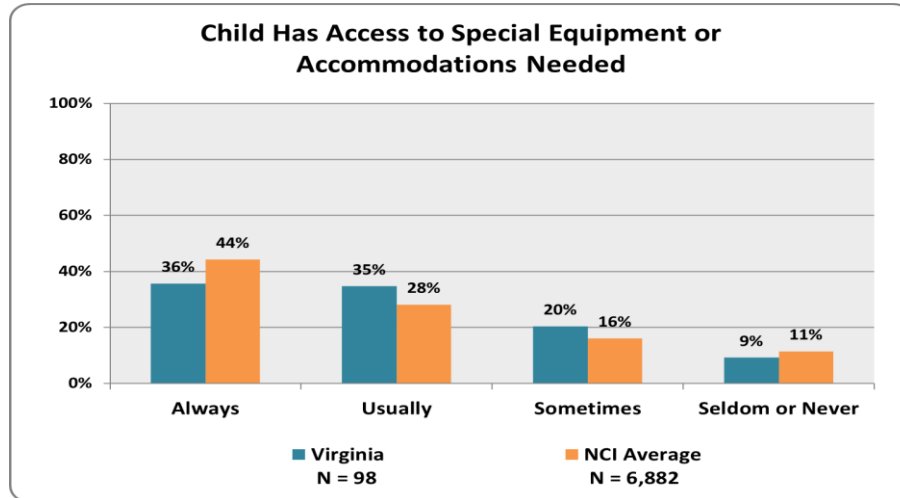 Child Has Access to Special Equipment or
Accommodations Needed
100%
80%
60%
40%
20%
0%
36%
44%
35%
28%
20%
16%
9%
11%
Always
Usually
Sometimes
Seldom or Never
Virginia
N = 98
NCI Average
N = 6,882